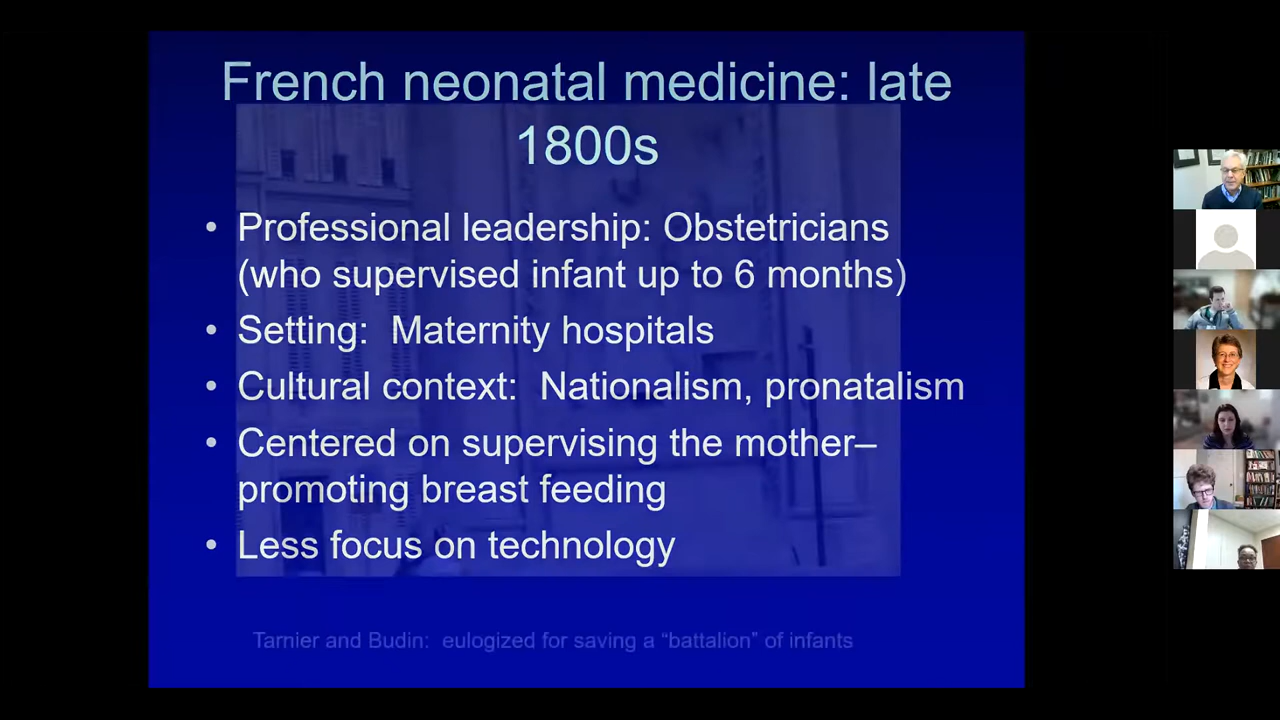 French neonatal medicine: late
1800s
• Professional leadership: Obstetricians
(who supervised infant up to 6 months)
• Setting:  Maternity hospitals
• Cultural context:  Nationalism, pronatalism
• Centered on supervising the mother–
promoting breast feeding
• Less focus on technology
Tarnier and Budin:  eulogized for saving a “battalion” of infants